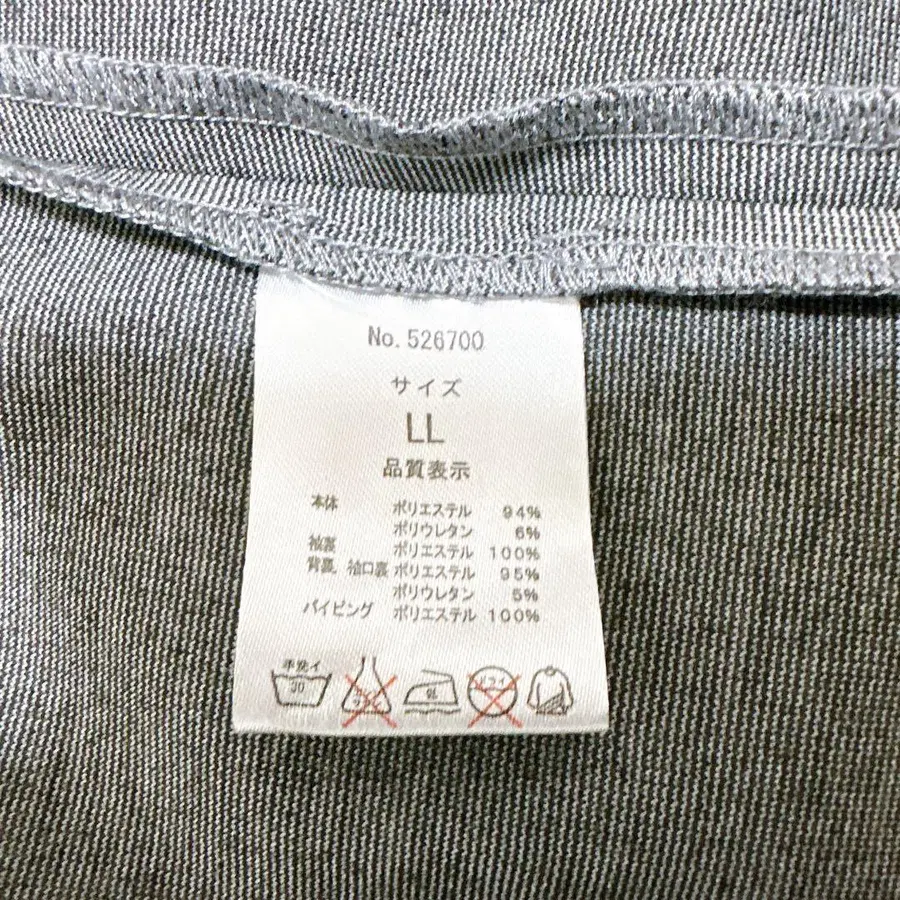 No. 526700
サイズ
LL
品質表示
本体 ポリエステル 94%
ポリウレタン 6%
袖裏 ポリエステル 100%
背裏、袖口裏 ポリエステル 95%
ポリウレタン 5%
パイピング ポリエステル 100%
手洗イ
30
ドライ